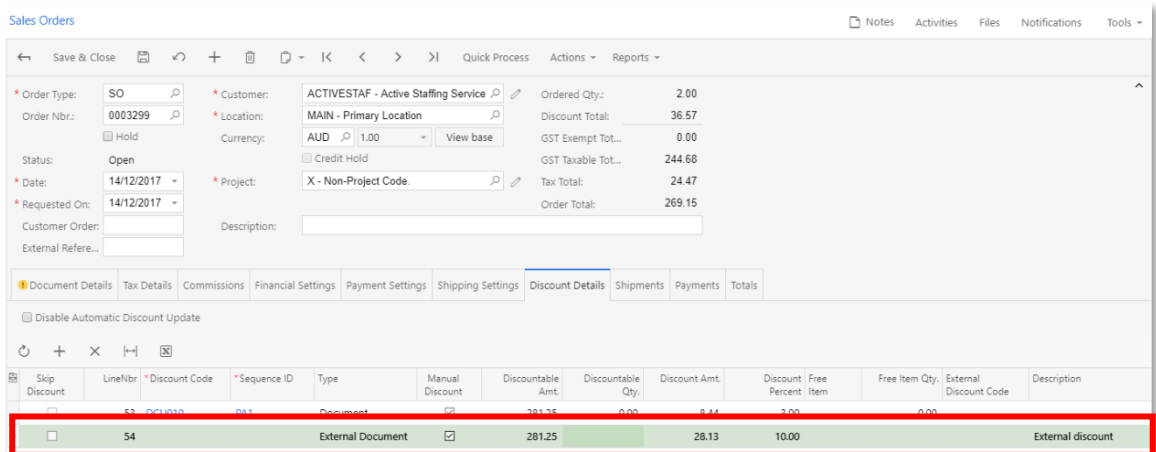 Sales Orders Notes Activities Files Notifications Tools
Save & Close Quick Process Actions Reports
* Order Type: SO * Customer: ACTIVESTAF - Active Staffing Service Ordered Qty.: 2.00
Order Nbr.: 0003299 * Location: MAIN - Primary Location Discount Total: 36.57
Hold Currency: AUD 1.00 View base GST Exempt Tot... 0.00
Status: Open Credit Hold GST Taxable Tot... 244.68
* Date: 14/12/2017 * Project: X - Non-Project Code. Tax Total: 24.47
* Requested On: 14/12/2017 Order Total: 269.15
Customer Order: Description:
External Refere...
Document Details Tax Details Commissions Financial Settings Payment Settings Shipping Settings Discount Details Shipments Payments Totals
Disable Automatic Discount Update
Skip LineNbr * Discount Code * Sequence ID Type Manual Discountable Discountable Discount Amt. Discount Free Free Item Qty. External Description
Discount Discount Amt. Qty. Percent Item Discount Code
53 DCU010 PA1 Document 281.25 0.00 8.44 3.00 0.00
54 External Document 281.25 28.13 10.00 External discount